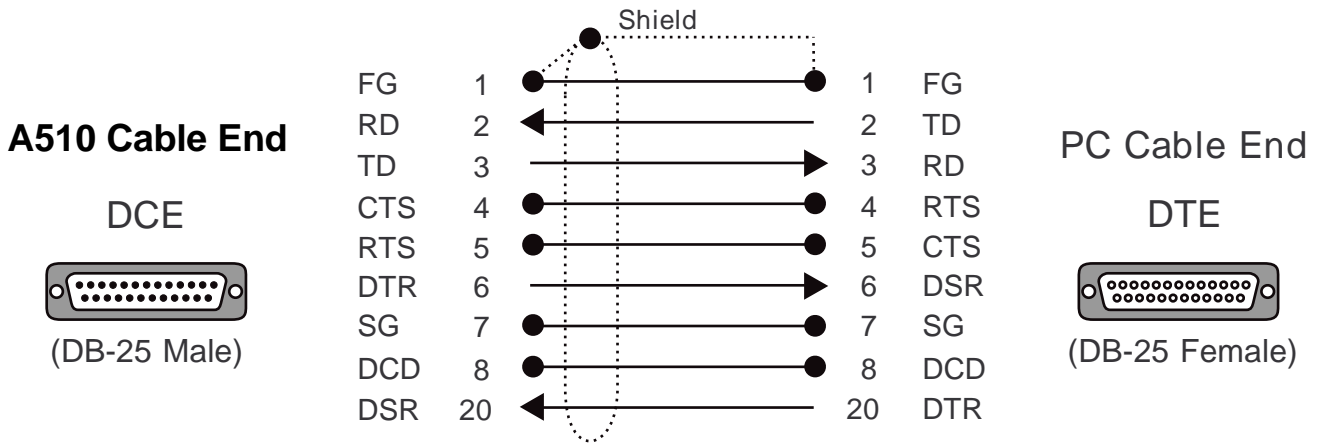 Shield
FG 1 1 FG
RD 2 2 TD
TD 3 3 RD
CTS 4 4 RTS
RTS 5 5 CTS
DTR 6 6 DSR
SG 7 7 SG
DCD 8 8 DCD
DSR 20 20 DTR
A510 Cable End
DCE
(DB-25 Male)
PC Cable End
DTE
(DB-25 Female)